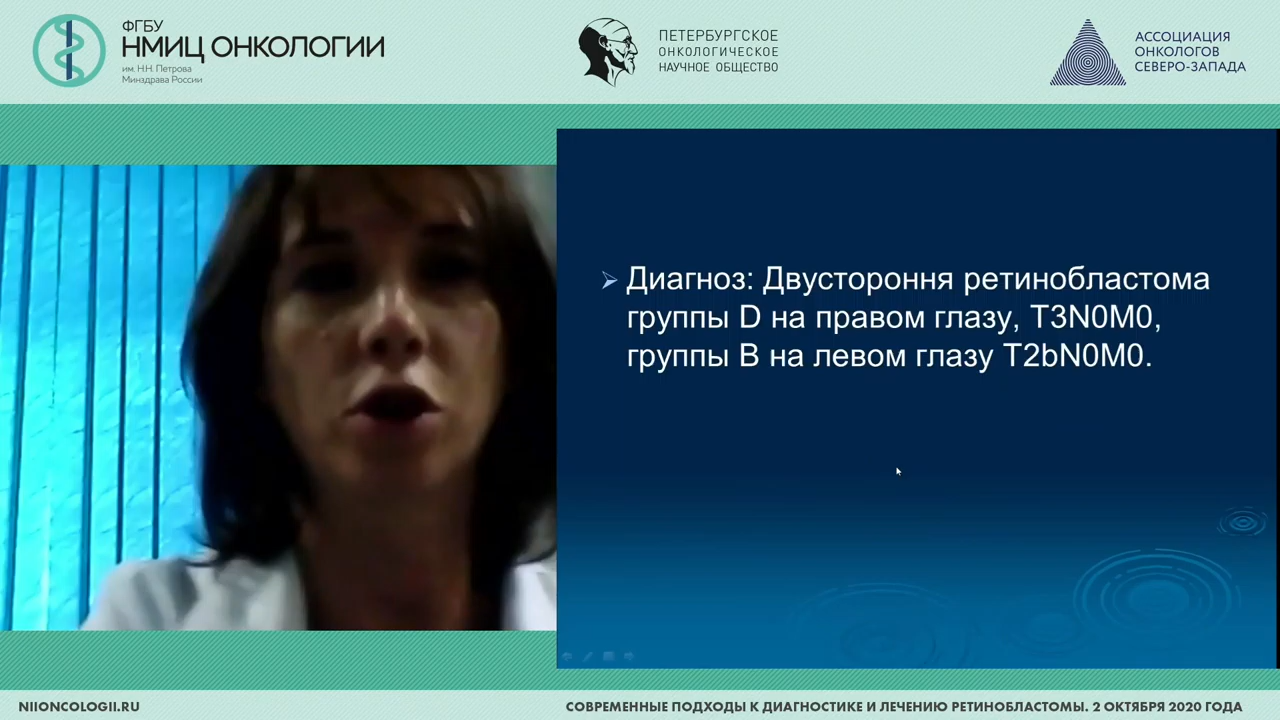 ФГБУ
НМИЦ ОНКОЛОГИИ
им. Н.Н. Петрова
Минздрава России
ПЕТЕРБУРГСКОЕ
ОНКОЛОГИЧЕСКОЕ
НАУЧНОЕ ОБЩЕСТВО
АССОЦИАЦИЯ
ОНКОЛОГОВ
СЕВЕРО-ЗАПАДА
Диагноз: Двустороння ретинобластома
группы D на правом глазу, T3N0M0,
группы B на левом глазу T2bN0M0.
NIIONCOLOGII.RU
СОВРЕМЕННЫЕ ПОДХОДЫ К ДИАГНОСТИКЕ И ЛЕЧЕНИЮ РЕТИНОБЛАСТОМЫ. 2 ОКТЯБРЯ 2020 ГОДА